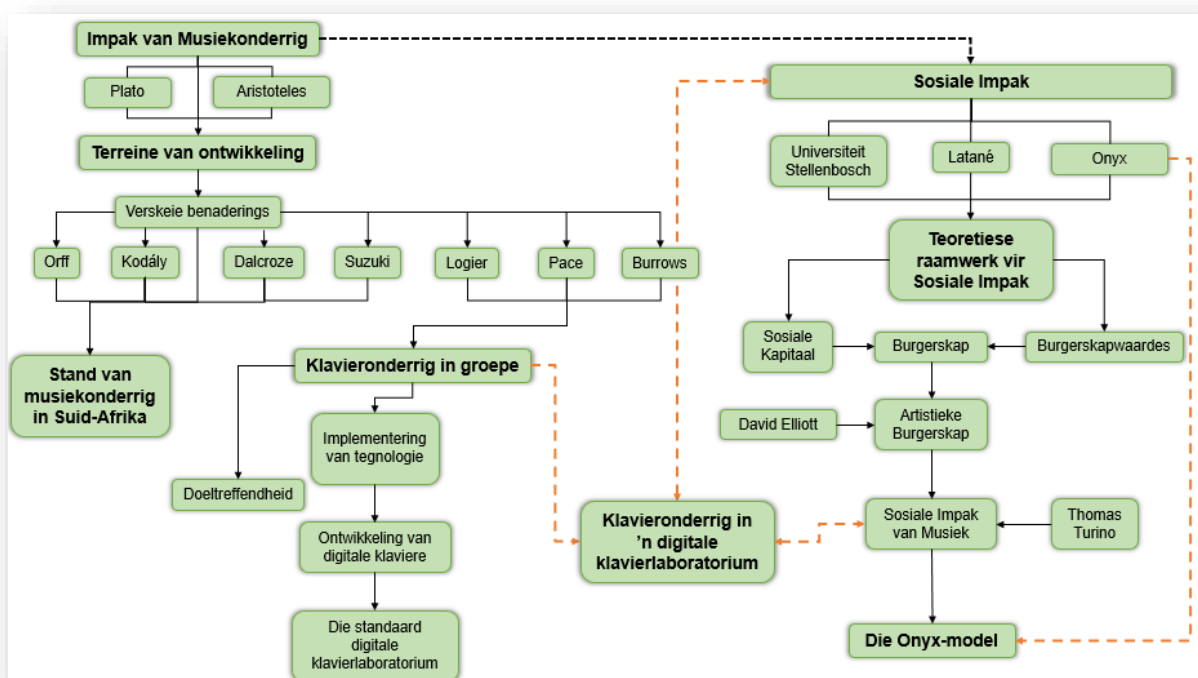 Impak van Musiekonderrig
Plato
Aristoteles
Terreine van ontwikkeling
Verskeie benaderings
Orff
Kodály
Dalcroze
Suzuki
Logier
Pace
Burrows
Stand van
musiekonderrig
in Suid-Afrika
Klavieronderrig in groepe
Implementering
van tegnologie
Doeltreffendheid
Ontwikkeling van
digitale klaviere
Die standaard
digitale
klavierlaboratorium
Klavieronderrig in
’n digitale
klavierlaboratorium
Sosiale Impak
Universiteit
Stellenbosch
Latané
Onyx
Teoretiese
raamwerk vir
Sosiale Impak
Sosiale
Kapitaal
Burgerskap
Burgerskapwaardes
David Elliott
Artistieke
Burgerskap
Sosiale Impak
van Musiek
Thomas
Turino
Die Onyx-model